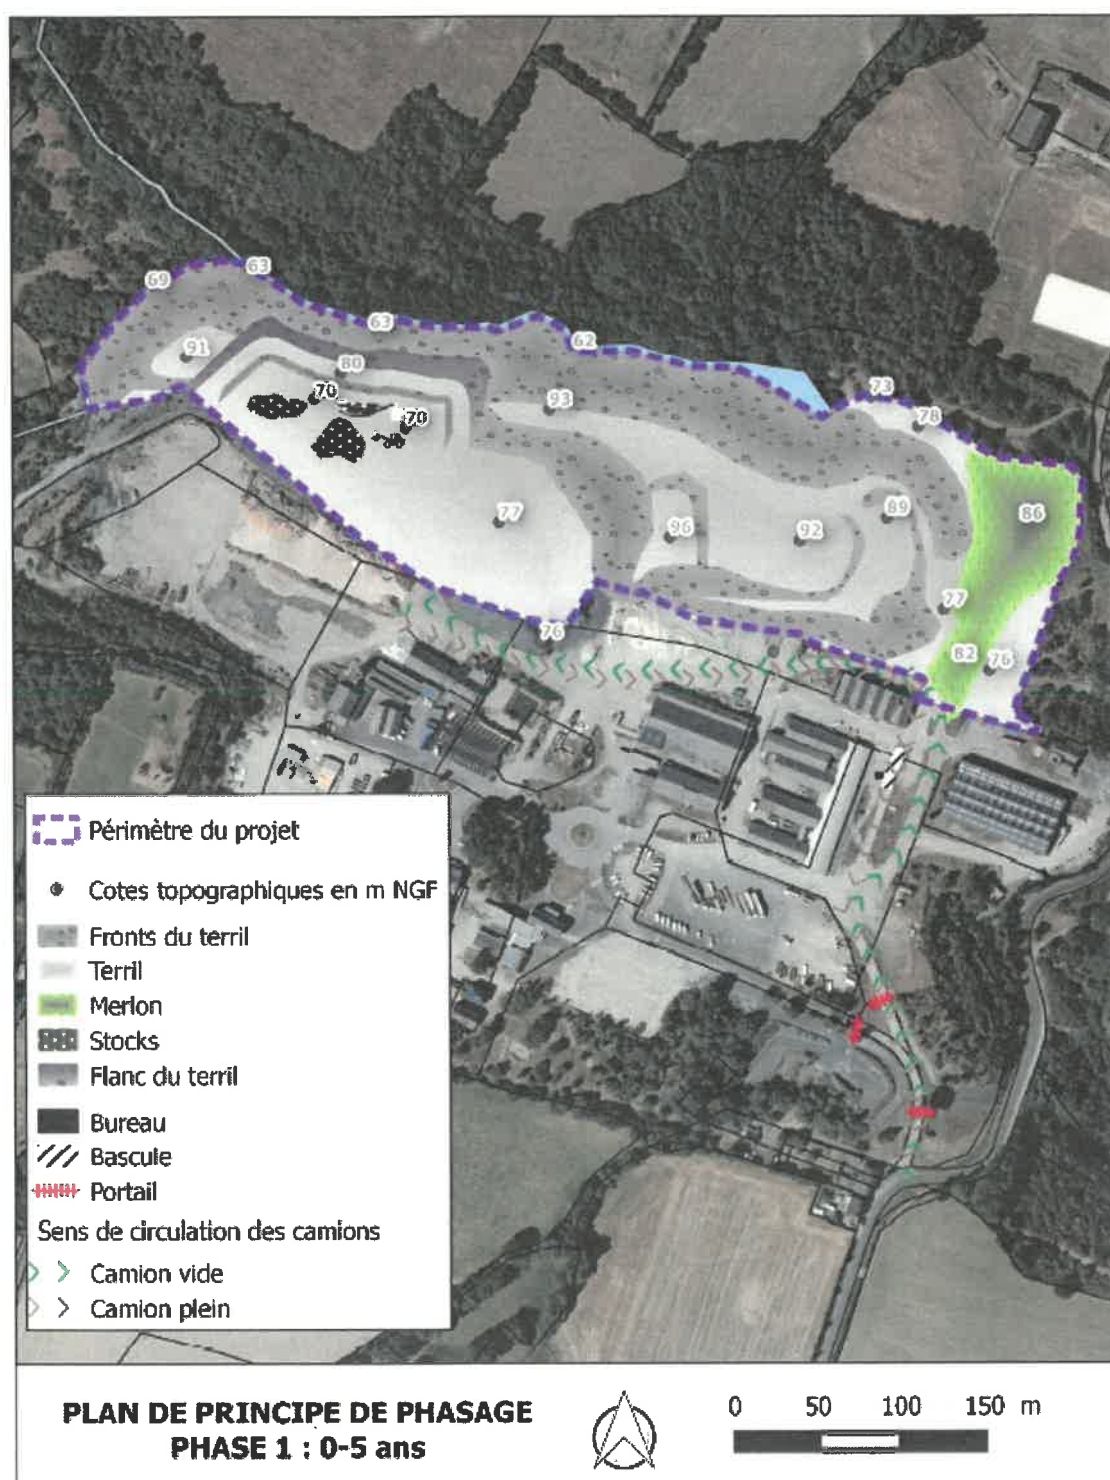 63
69
63
62
91
80
73
70
93
78
70
77
89
86
96
92
77
76
82
76
Périmètre du projet
Cotes topographiques en m NGF
Fronts du terril
Terril
Merlon
Stocks
Flanc du terril
Bureau
Bascule
Portail
Sens de circulation des camions
Camion vide
Camion plein
PLAN DE PRINCIPE DE PHASAGE
PHASE 1 : 0-5 ans
0 50 100 150 m